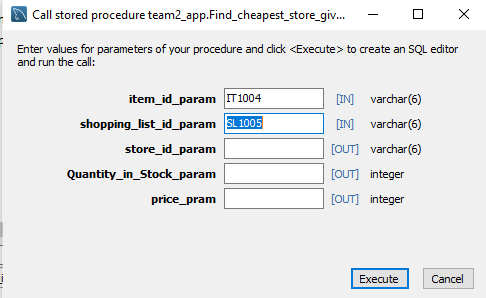 Call stored procedure team2_app.Find_cheapest_store_giv...
Enter values for parameters of your procedure and click <Execute> to create an SQL editor
and run the call:
item_id_param IT1004 [IN] varchar(6)
shopping_list_id_param SL1005 [IN] varchar(6)
store_id_param [OUT] varchar(6)
Quantity_in_Stock_param [OUT] integer
price_pram [OUT] integer
Execute Cancel